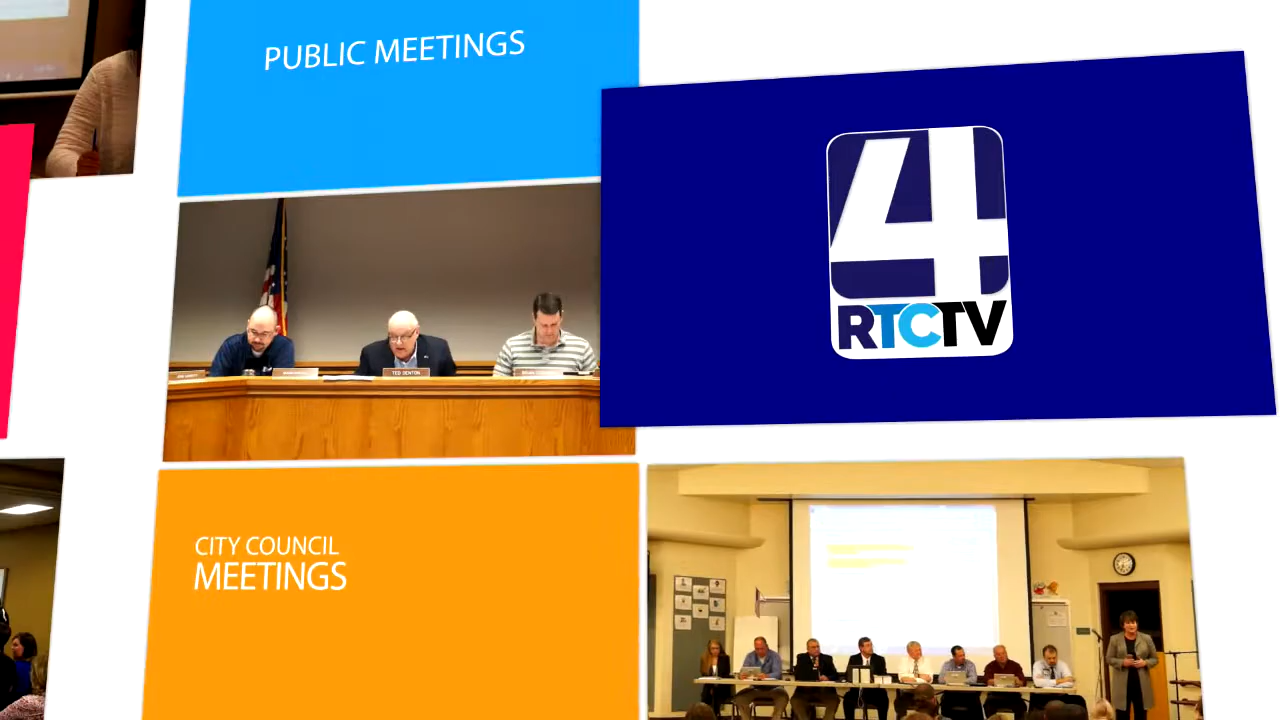 PUBLIC MEETINGS
4
RTCTV
TED DENTON
CITY COUNCIL
MEETINGS